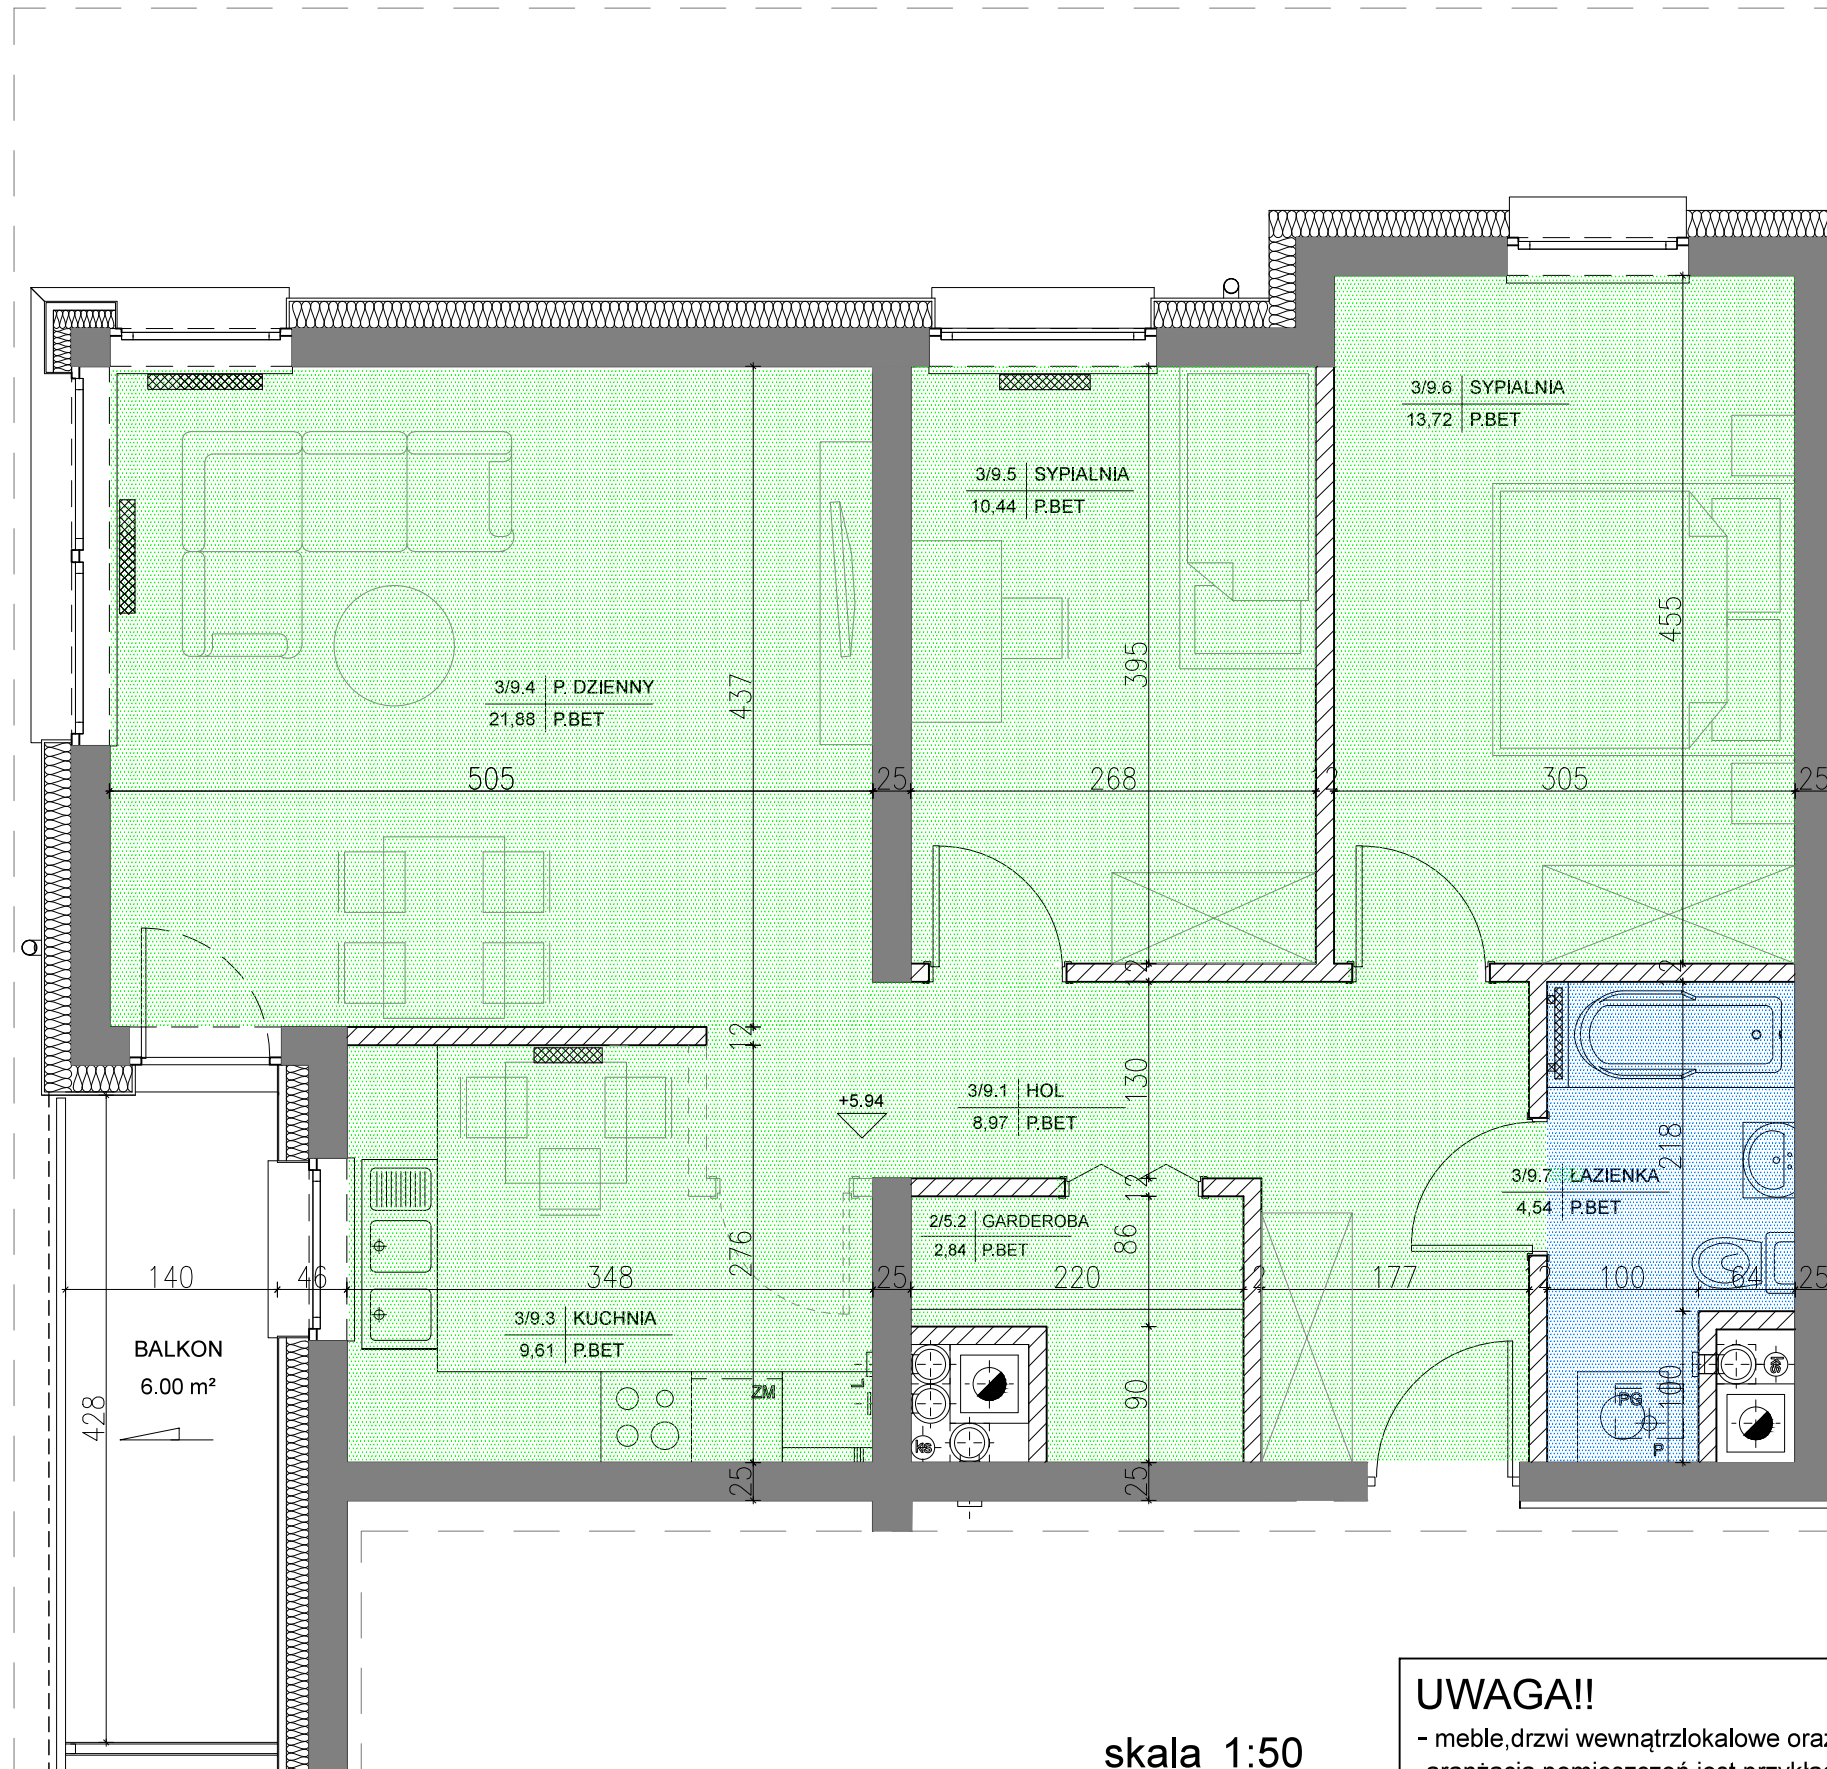 3/9.6 SYPIALNIA
13,72 P.BET
3/9.5 SYPIALNIA
10,44 P.BET
455
395
3/9.4 P. DZIENNY
21,88 P.BET
437
505
25
268
12
305
25
12
12
12
130
3/9.1 HOL
8,97 P.BET
+5.94
218
3/9.7 ŁAZIENKA
4,54 P.BET
12
2/5.2 GARDEROBA
2,84 P.BET
86
276
140
46
348
25
220
177
100
64
25
3/9.3 KUCHNIA
9,61 P.BET
BALKON
6.00 m²
428
ZM
L
90
100
PG
P
ks
ks
25
25
UWAGA!!
- meble,drzwi wewnątrzlokalowe oraz
skala 1:50